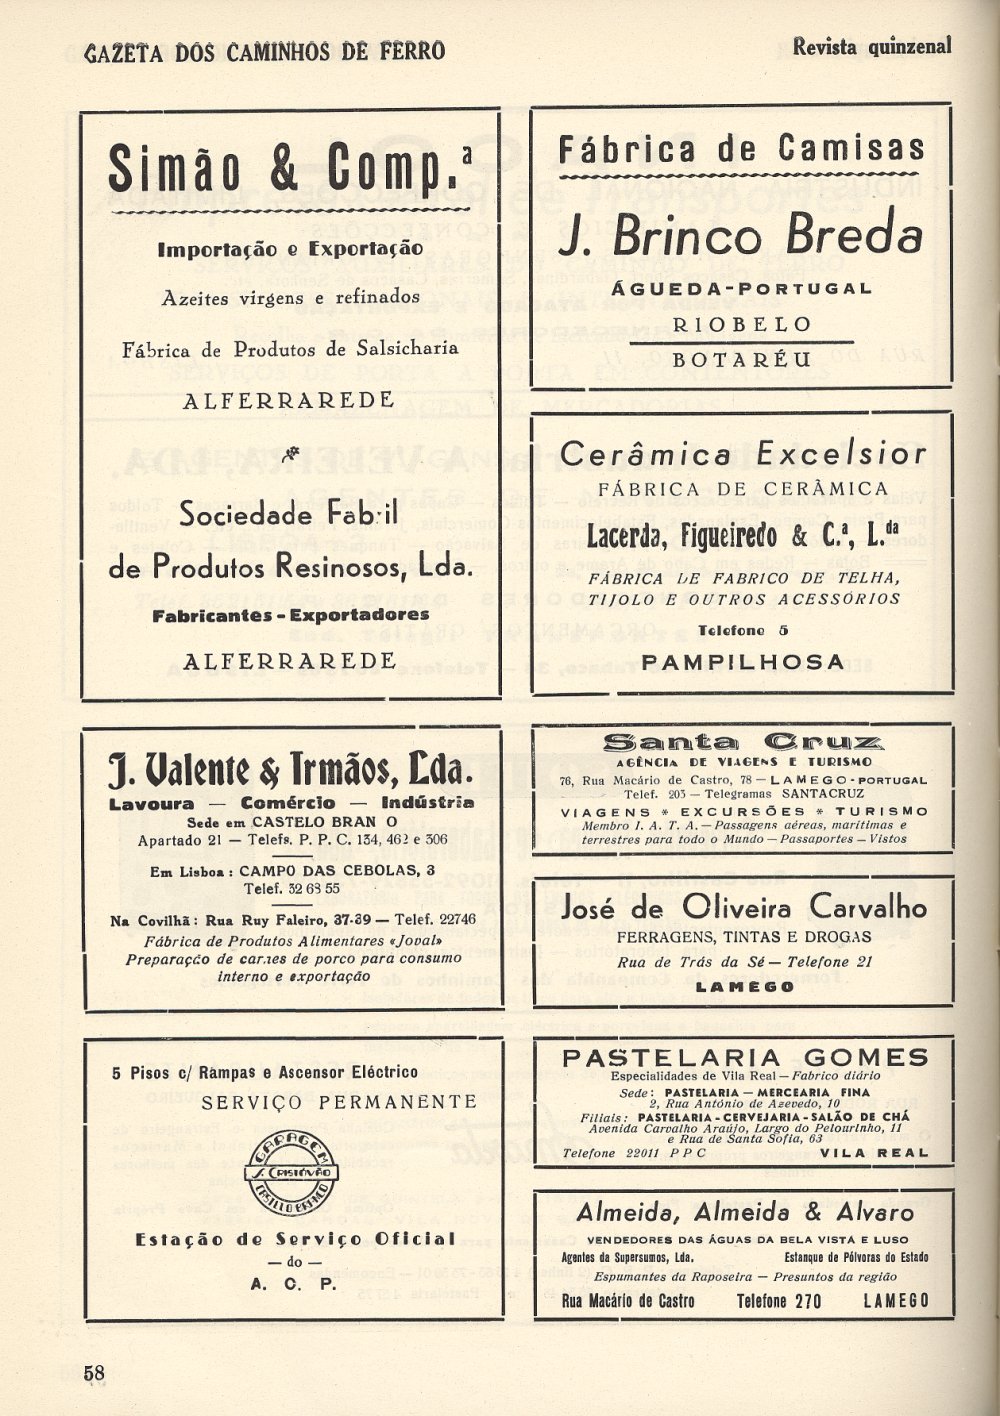 GAZETA DOS CAMINHOS DE FERRO
Revista quinzenal
Simão & Comp.ª
Importação e Exportação
Azeites virgens e refinados
Fábrica de Produtos de Salsicharia
ALFERRAREDE
Sociedade Fabril
de Produtos Resinosos, Lda.
Fabricantes - Exportadores
ALFERRAREDE
Fábrica de Camisas
J. Brinco Breda
ÁGUEDA-PORTUGAL
RIOBELO
BOTARÉU
Cerâmica Excelsior
FÁBRICA DE CERÂMICA
Lacerda, Figueiredo & C.ª, L.da
FÁBRICA DE FABRICO DE TELHA,
TIJOLO E OUTROS ACESSÓRIOS
Telefone 5
PAMPILHOSA
J. Valente & Irmãos, Lda.
Lavoura — Comércio — Indústria
Sede em CASTELO BRAN O
Apartado 21 — Telefs. P. P. C. 134, 462 e 306
Em Lisboa: CAMPO DAS CEBOLAS, 3
Telef. 32 68 55
Na Covilhã: Rua Ruy Faleiro, 37-39 — Telef. 22746
Fábrica de Produtos Alimentares «Joval»
Preparação de carnes de porco para consumo
interno e exportação
Santa Cruz
AGÊNCIA DE VIAGENS E TURISMO
76, Rua Macário de Castro, 78 — LAMEGO - PORTUGAL
Telef. 203 — Telegramas SANTACRUZ
VIAGENS * EXCURSÕES * TURISMO
Membro I. A. T. A. — Passagens aéreas, marítimas e
terrestres para todo o Mundo — Passaportes — Vistos
José de Oliveira Carvalho
FERRAGENS, TINTAS E DROGAS
Rua de Trás da Sé — Telefone 21
LAMEGO
5 Pisos c/ Rampas e Ascensor Eléctrico
SERVIÇO PERMANENTE
GARAGEM
S. CRISTÓVÃO
CASTELO BRANCO
Estação de Serviço Oficial
— do —
A. C. P.
PASTELARIA GOMES
Especialidades de Vila Real — Fabrico diário
Sede: PASTELARIA — MERCEARIA FINA
2, Rua António de Azevedo, 10
Filiais: PASTELARIA - CERVEJARIA - SALÃO DE CHÁ
Avenida Carvalho Araújo, Largo do Pelourinho, 11
e Rua de Santa Sofia, 63
Telefone 22011 P P C VILA REAL
Almeida, Almeida & Alvaro
VENDEDORES DAS ÁGUAS DA BELA VISTA E LUSO
Agentes da Supersumos, Lda. Estanque de Pólvoras do Estado
Espumantes da Raposeira — Presuntos da região
Rua Macário de Castro Telefone 270 LAMEGO
58